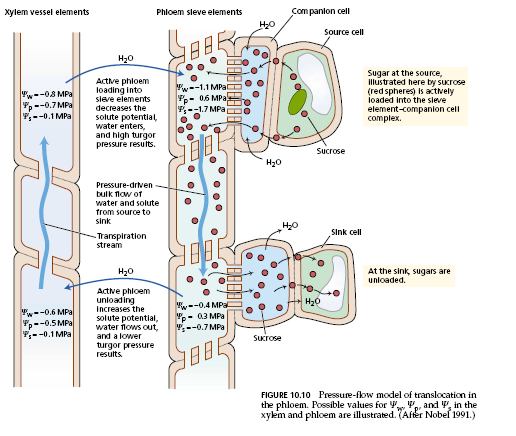 Xylem vessel elements
Phloem sieve elements
Companion cell
H₂O
Source cell
H₂O
Active phloem
loading into
sieve elements
decreases the
solute potential,
water enters,
and high turgor
pressure results.
Ψw = –0.8 MPa
Ψp = –0.7 MPa
Ψs = –0.1 MPa
Ψw = –1.1 MPa
Ψp = 0.6 MPa
Ψs = –1.7 MPa
Sugar at the source,
illustrated here by sucrose
(red spheres) is actively
loaded into the sieve
element–companion cell
complex.
Sucrose
H₂O
Pressure-driven
bulk flow of
water and solute
from source to
sink
Transpiration
stream
H₂O
Sink cell
H₂O
Active phloem
unloading
increases the
solute potential,
water flows out,
and a lower
turgor pressure
results.
At the sink, sugars are
unloaded.
H₂O
Ψw = –0.6 MPa
Ψp = –0.5 MPa
Ψs = –0.1 MPa
Ψw = –0.4 MPa
Ψp = 0.3 MPa
Ψs = –0.7 MPa
Sucrose
FIGURE 10.10 Pressure-flow model of translocation in
the phloem. Possible values for Ψw, Ψp, and Ψs in the
xylem and phloem are illustrated. (After Nobel 1991.)